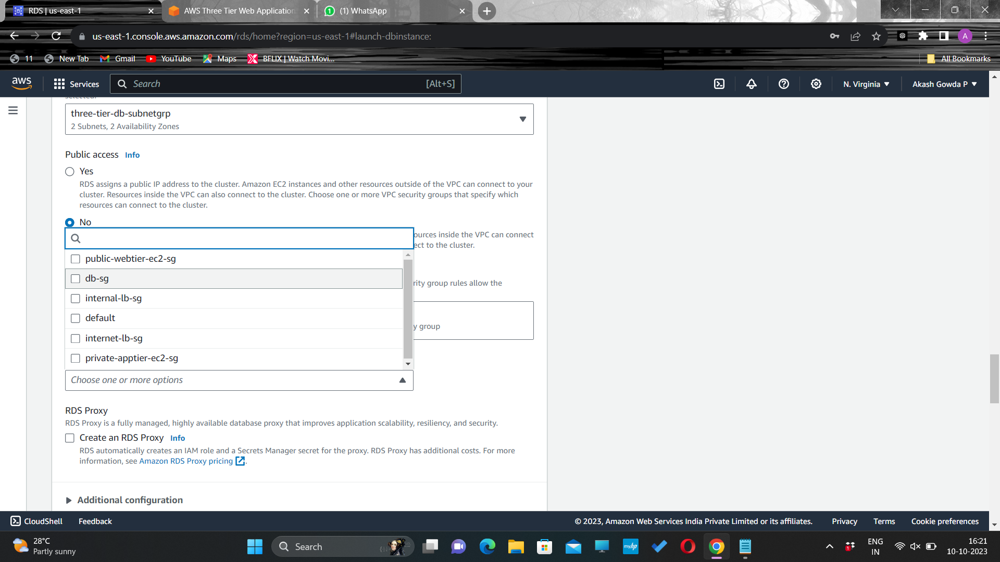 RDS | us-east-1
AWS Three Tier Web Application
(1) WhatsApp
us-east-1.console.aws.amazon.com/rds/home?region=us-east-1#launch-dbinstance:
A
11
New Tab
Gmail
YouTube
Maps
BFLIX | Watch Movi...
All Bookmarks
aws
Services
Search
[Alt+S]
N. Virginia
Akash Gowda P
selected.
three-tier-db-subnetgrp
2 Subnets, 2 Availability Zones
Public access Info
Yes
RDS assigns a public IP address to the cluster. Amazon EC2 instances and other resources outside of the VPC can connect to your
cluster. Resources inside the VPC can also connect to the cluster. Choose one or more VPC security groups that specify which
resources can connect to the cluster.
No
ources inside the VPC can connect
ect to the cluster.
public-webtier-ec2-sg
db-sg
rity group rules allow the
internal-lb-sg
default
y group
internet-lb-sg
private-apptier-ec2-sg
Choose one or more options
RDS Proxy
RDS Proxy is a fully managed, highly available database proxy that improves application scalability, resiliency, and security.
Create an RDS Proxy Info
RDS automatically creates an IAM role and a Secrets Manager secret for the proxy. RDS Proxy has additional costs. For more
information, see Amazon RDS Proxy pricing.
Additional configuration
CloudShell
Feedback
© 2023, Amazon Web Services India Private Limited or its affiliates.
Privacy
Terms
Cookie preferences
28°C
Partly sunny
Search
myhp
1
ENG
IN
16:21
10-10-2023